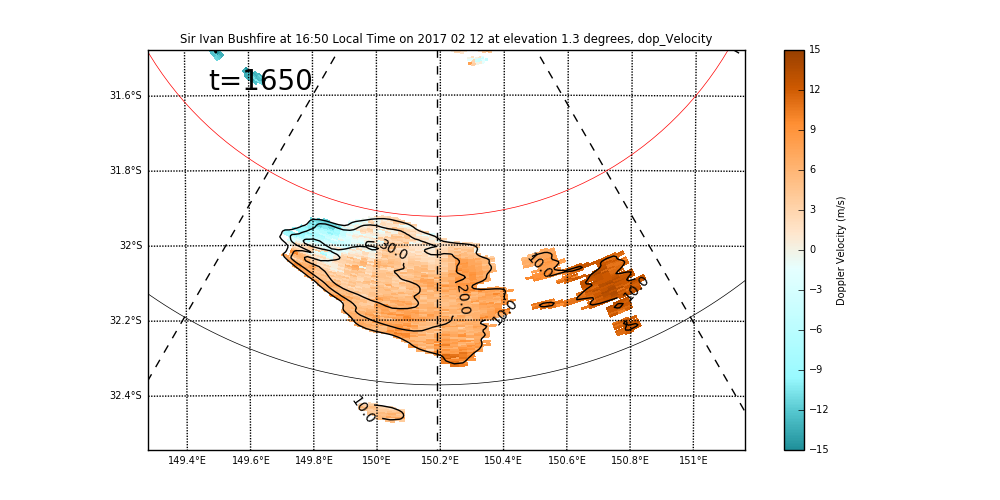 Sir Ivan Bushfire at 16:50 Local Time on 2017 02 12 at elevation 1.3 degrees, dop_Velocity
t=1650
31.6°S
31.8°S
32°S
32.2°S
32.4°S
30.0
20.0
10.0
10.0
10.0
10.0
149.4°E 149.6°E 149.8°E 150°E 150.2°E 150.4°E 150.6°E 150.8°E 151°E
15
12
9
6
3
0
−3
−6
−9
−12
−15
Doppler Velocity (m/s)